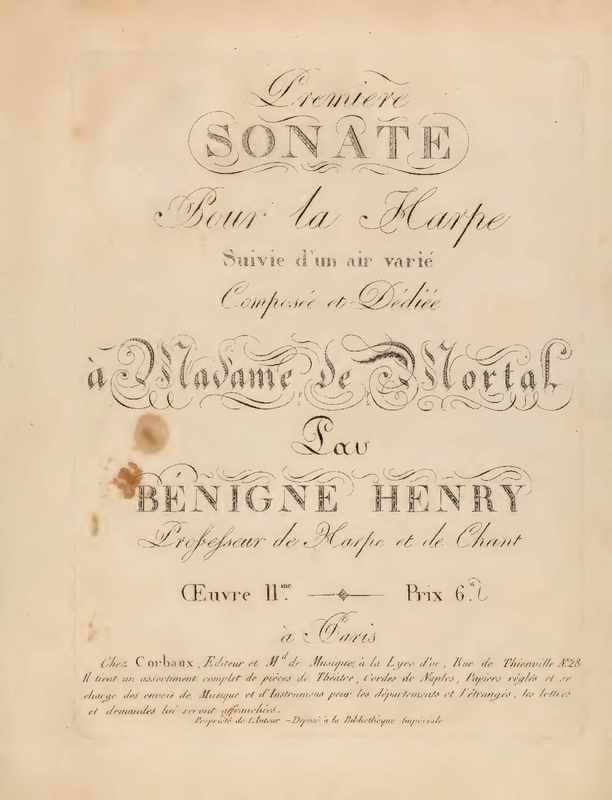 Premiere
SONATE
Pour la Harpe
Suivie d'un air varié
Composée et Dédiée
à Madame de Mortal
Par
BÉNIGNE HENRY
Professeur de Harpe et de Chant
Œuvre 11.me Prix 6.
à Paris
Chez Corbaux, Editeur et M.d de Musique, à la Lyre d'or, Rue de Thionville N.º 28
Il tient un assortiment complet de pièces de Théâtre, Cordes de Naples, Papiers réglés et se
charge des envois de Musique et d'Instrumens pour les départements et l'étrangés, les lettres
et demandes lui seront affranchies.
Propriété de l'Auteur - Déposé à la Bibliothèque Impériale